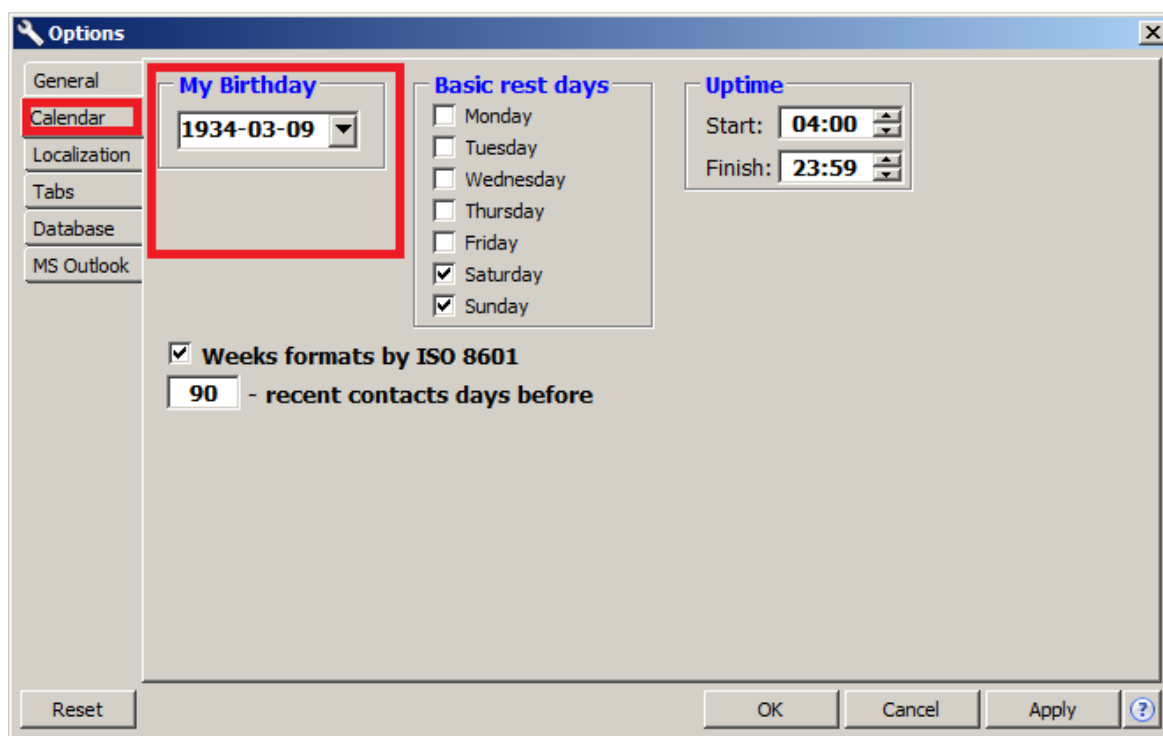 Options
General
Calendar
Localization
Tabs
Database
MS Outlook
My Birthday
1934-03-09
Basic rest days
Monday
Tuesday
Wednesday
Thursday
Friday
Saturday
Sunday
Uptime
Start: 04:00
Finish: 23:59
Weeks formats by ISO 8601
90 - recent contacts days before
Reset
OK
Cancel
Apply
?